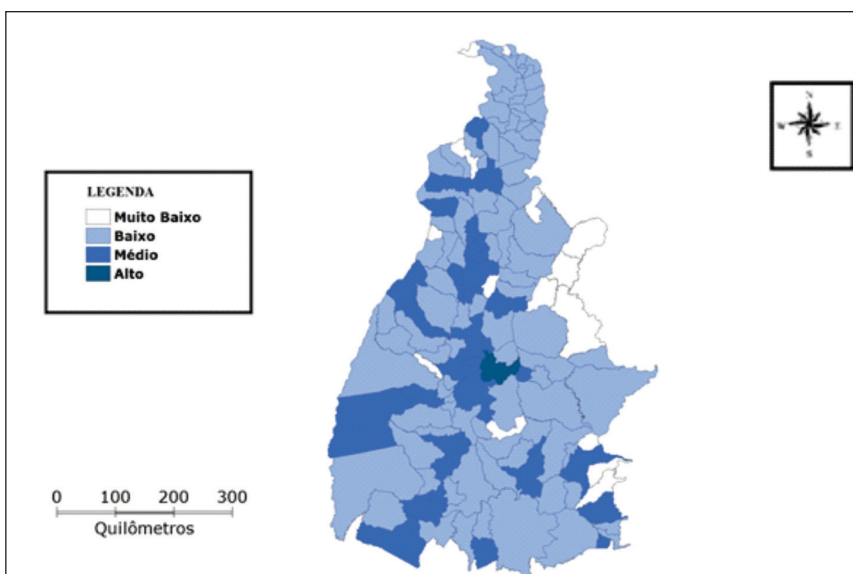 N
W E
S
LEGENDA
Muito Baixo
Baixo
Médio
Alto
0 100 200 300
Quilômetros